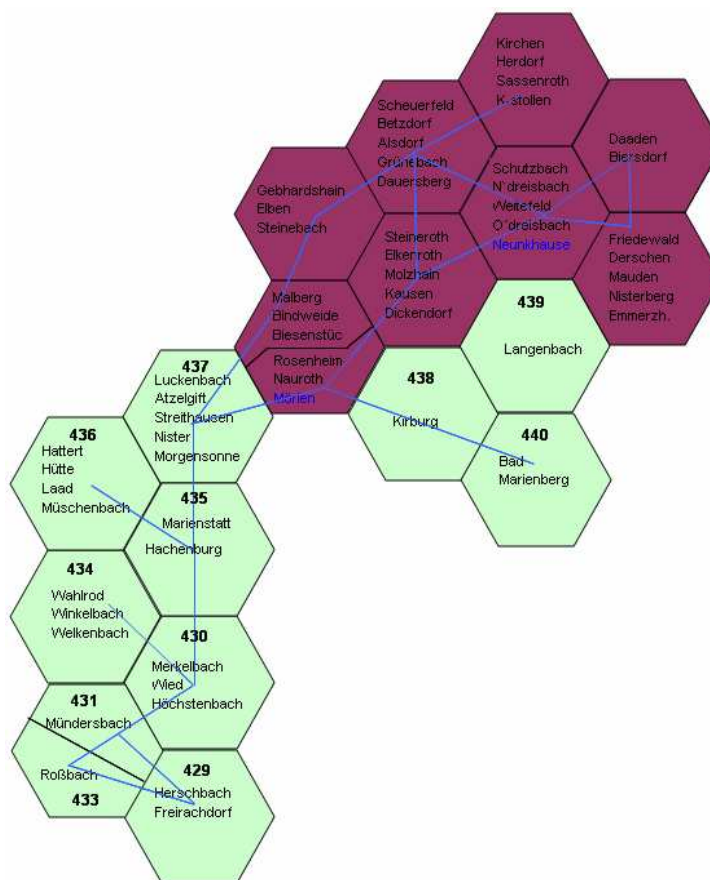 Kirchen
Herdorf
Sassenroth
K-stollen
Scheuerfeld
Betzdorf
Alsdorf
Grünebach
Dauersberg
Daaden
Biersdorf
Schutzbach
N`dreisbach
Weitefeld
O`dreisbach
Neunkhause
Gebhardshain
Elben
Steinebach
Steineroth
Elkenroth
Molzhain
Kausen
Dickendorf
Friedewald
Derschen
Mauden
Nisterberg
Emmerzh.
Malberg
Bindweide
Biesenstüc
439
Langenbach
Rosenheim
Nauroth
Mörlen
437
Luckenbach
Atzelgift
Streithausen
Nister
Morgensonne
438
Kirburg
440
Bad
Marienberg
436
Hattert
Hütte
Laad
Müschenbach
435
Marienstatt
Hachenburg
434
Wahlrod
Winkelbach
Welkenbach
430
Merkelbach
Wied
Höchstenbach
431
Mündersbach
Roßbach
433
429
Herschbach
Freirachdorf